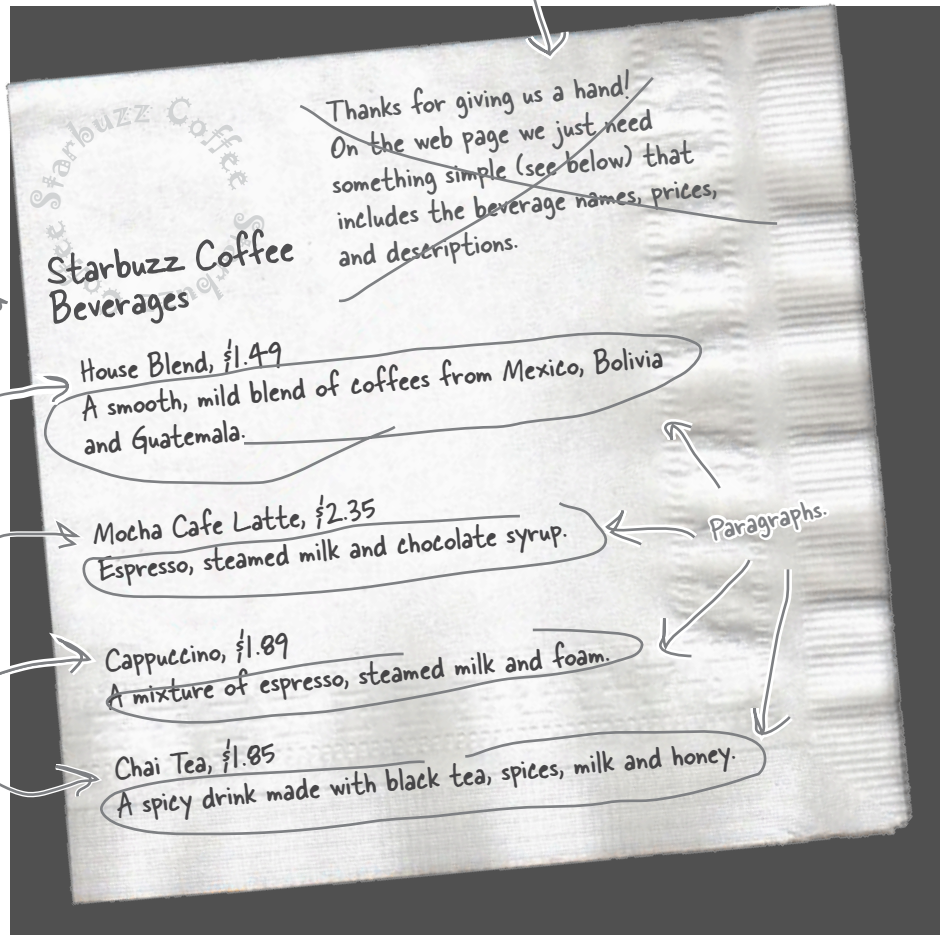 Starbuzz Coffee
Thanks for giving us a hand!
On the web page we just need
something simple (see below) that
includes the beverage names, prices,
and descriptions.
Starbuzz Coffee
Beverages
House Blend, $1.49
A smooth, mild blend of coffees from Mexico, Bolivia
and Guatemala.
Mocha Cafe Latte, $2.35
Espresso, steamed milk and chocolate syrup.
Paragraphs.
Cappuccino, $1.89
A mixture of espresso, steamed milk and foam.
Chai Tea, $1.85
A spicy drink made with black tea, spices, milk and honey.